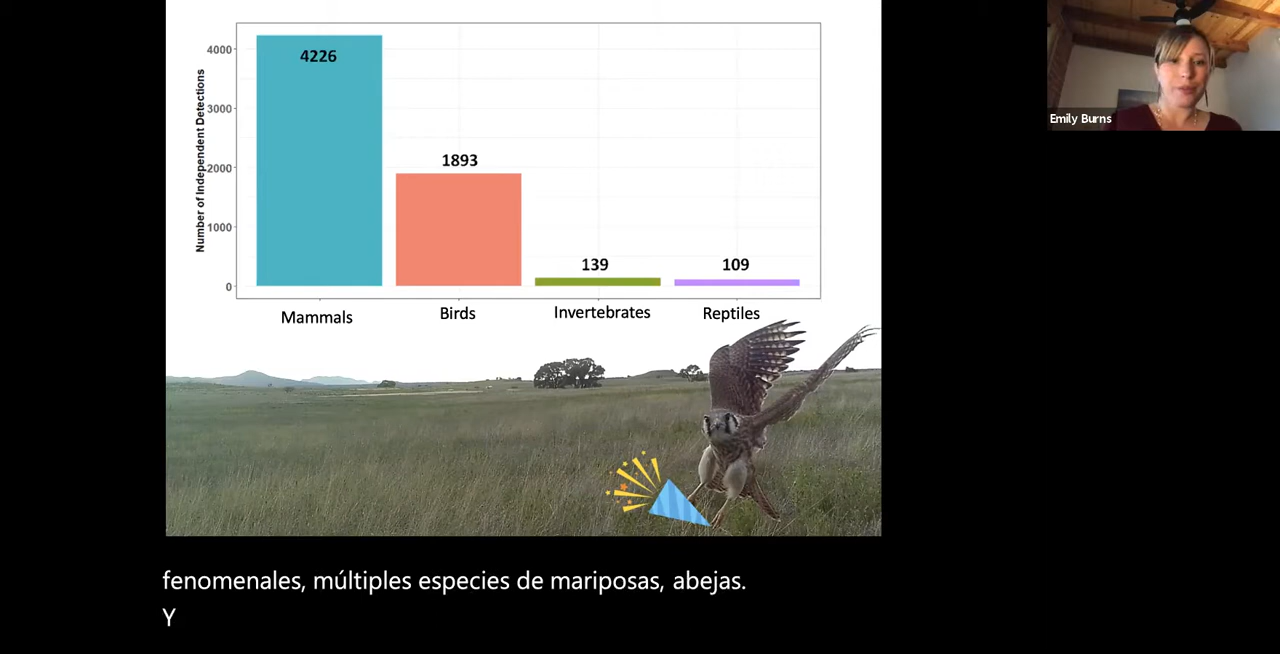 4226
4000
Number of Independent Detections
3000
1893
2000
1000
139
109
0
Mammals
Birds
Invertebrates
Reptiles
Emily Burns
fenomenales, múltiples especies de mariposas, abejas.
Y